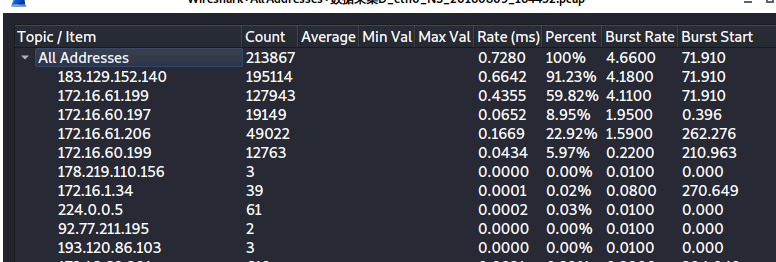 Wireshark · All Addresses · 数据采集D_eth0_NS_20160809_164452.pcap
Topic / Item Count Average Min Val Max Val Rate (ms) Percent Burst Rate Burst Start
All Addresses 213867 0.7280 100% 4.6600 71.910
183.129.152.140 195114 0.6642 91.23% 4.1800 71.910
172.16.61.199 127943 0.4355 59.82% 4.1100 71.910
172.16.60.197 19149 0.0652 8.95% 1.9500 0.396
172.16.61.206 49022 0.1669 22.92% 1.5900 262.276
172.16.60.199 12763 0.0434 5.97% 0.2200 210.963
178.219.110.156 3 0.0000 0.00% 0.0100 0.000
172.16.1.34 39 0.0001 0.02% 0.0800 270.649
224.0.0.5 61 0.0002 0.03% 0.0100 0.000
92.77.211.195 2 0.0000 0.00% 0.0100 0.000
193.120.86.103 3 0.0000 0.00% 0.0100 0.000